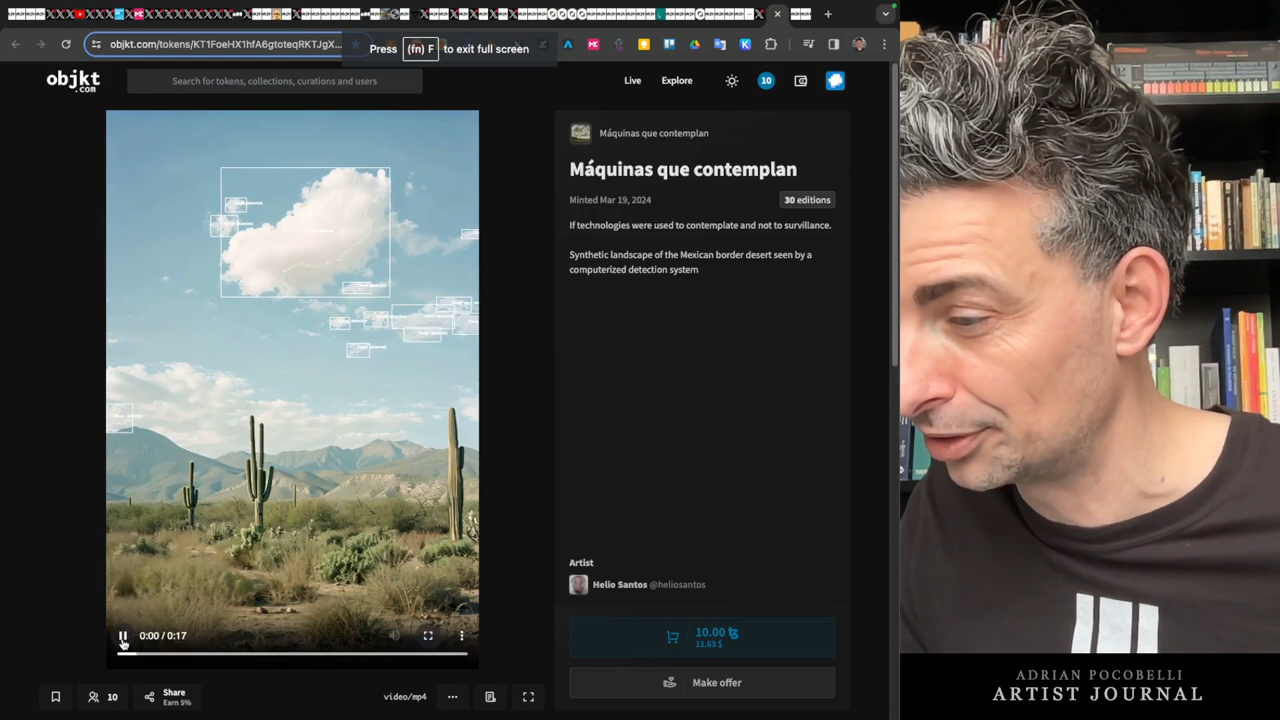 objkt.com/tokens/KT1FoeHX1hfA6gtoteqRKTJgX...
Press (fn) F to exit full screen
objkt
.com
Search for tokens, collections, curations and users
Live
Explore
10
Máquinas que contemplan
Máquinas que contemplan
Minted Mar 19, 2024
30 editions
If technologies were used to contemplate and not to survillance.
Synthetic landscape of the Mexican border desert seen by a
computerized detection system
Artist
Helio Santos @heliosantos
0:00 / 0:17
10.00
11.63 $
Make offer
10
Share
Earn 5%
video/mp4
ADRIAN POCOBELLI
ARTIST JOURNAL